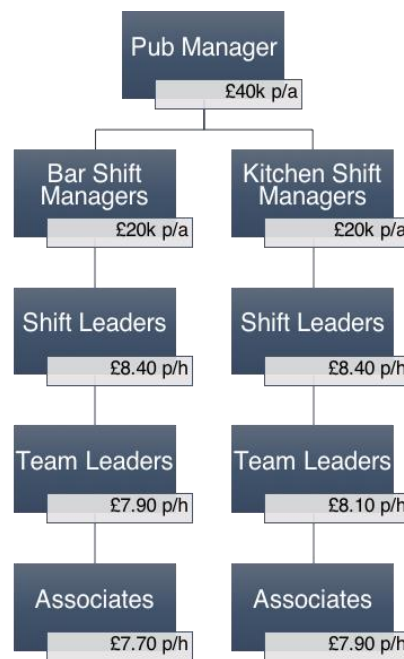 Pub Manager
£40k p/a
Bar Shift
Managers
£20k p/a
Kitchen Shift
Managers
£20k p/a
Shift Leaders
£8.40 p/h
Shift Leaders
£8.40 p/h
Team Leaders
£7.90 p/h
Team Leaders
£8.10 p/h
Associates
£7.70 p/h
Associates
£7.90 p/h